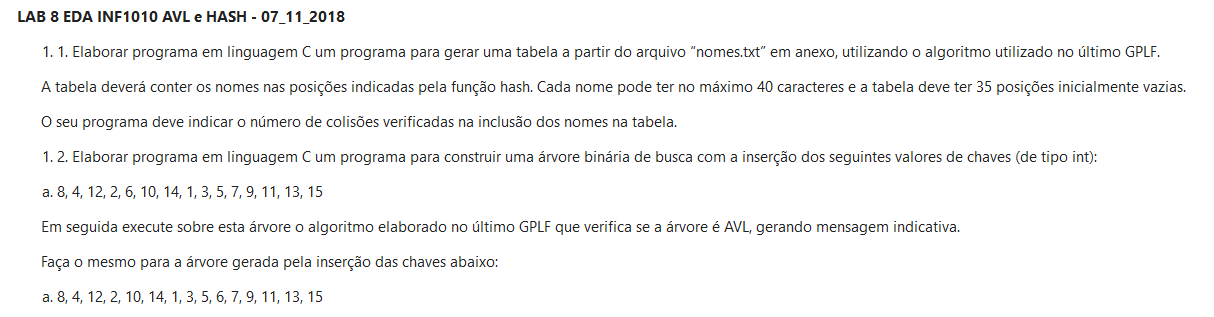 LAB 8 EDA INF1010 AVL e HASH - 07_11_2018
1. 1. Elaborar programa em linguagem C um programa para gerar uma tabela a partir do arquivo “nomes.txt” em anexo, utilizando o algoritmo utilizado no último GPLF.
A tabela deverá conter os nomes nas posições indicadas pela função hash. Cada nome pode ter no máximo 40 caracteres e a tabela deve ter 35 posições inicialmente vazias.
O seu programa deve indicar o número de colisões verificadas na inclusão dos nomes na tabela.
1. 2. Elaborar programa em linguagem C um programa para construir uma árvore binária de busca com a inserção dos seguintes valores de chaves (de tipo int):
a. 8, 4, 12, 2, 6, 10, 14, 1, 3, 5, 7, 9, 11, 13, 15
Em seguida execute sobre esta árvore o algoritmo elaborado no último GPLF que verifica se a árvore é AVL, gerando mensagem indicativa.
Faça o mesmo para a árvore gerada pela inserção das chaves abaixo:
a. 8, 4, 12, 2, 10, 14, 1, 3, 5, 6, 7, 9, 11, 13, 15